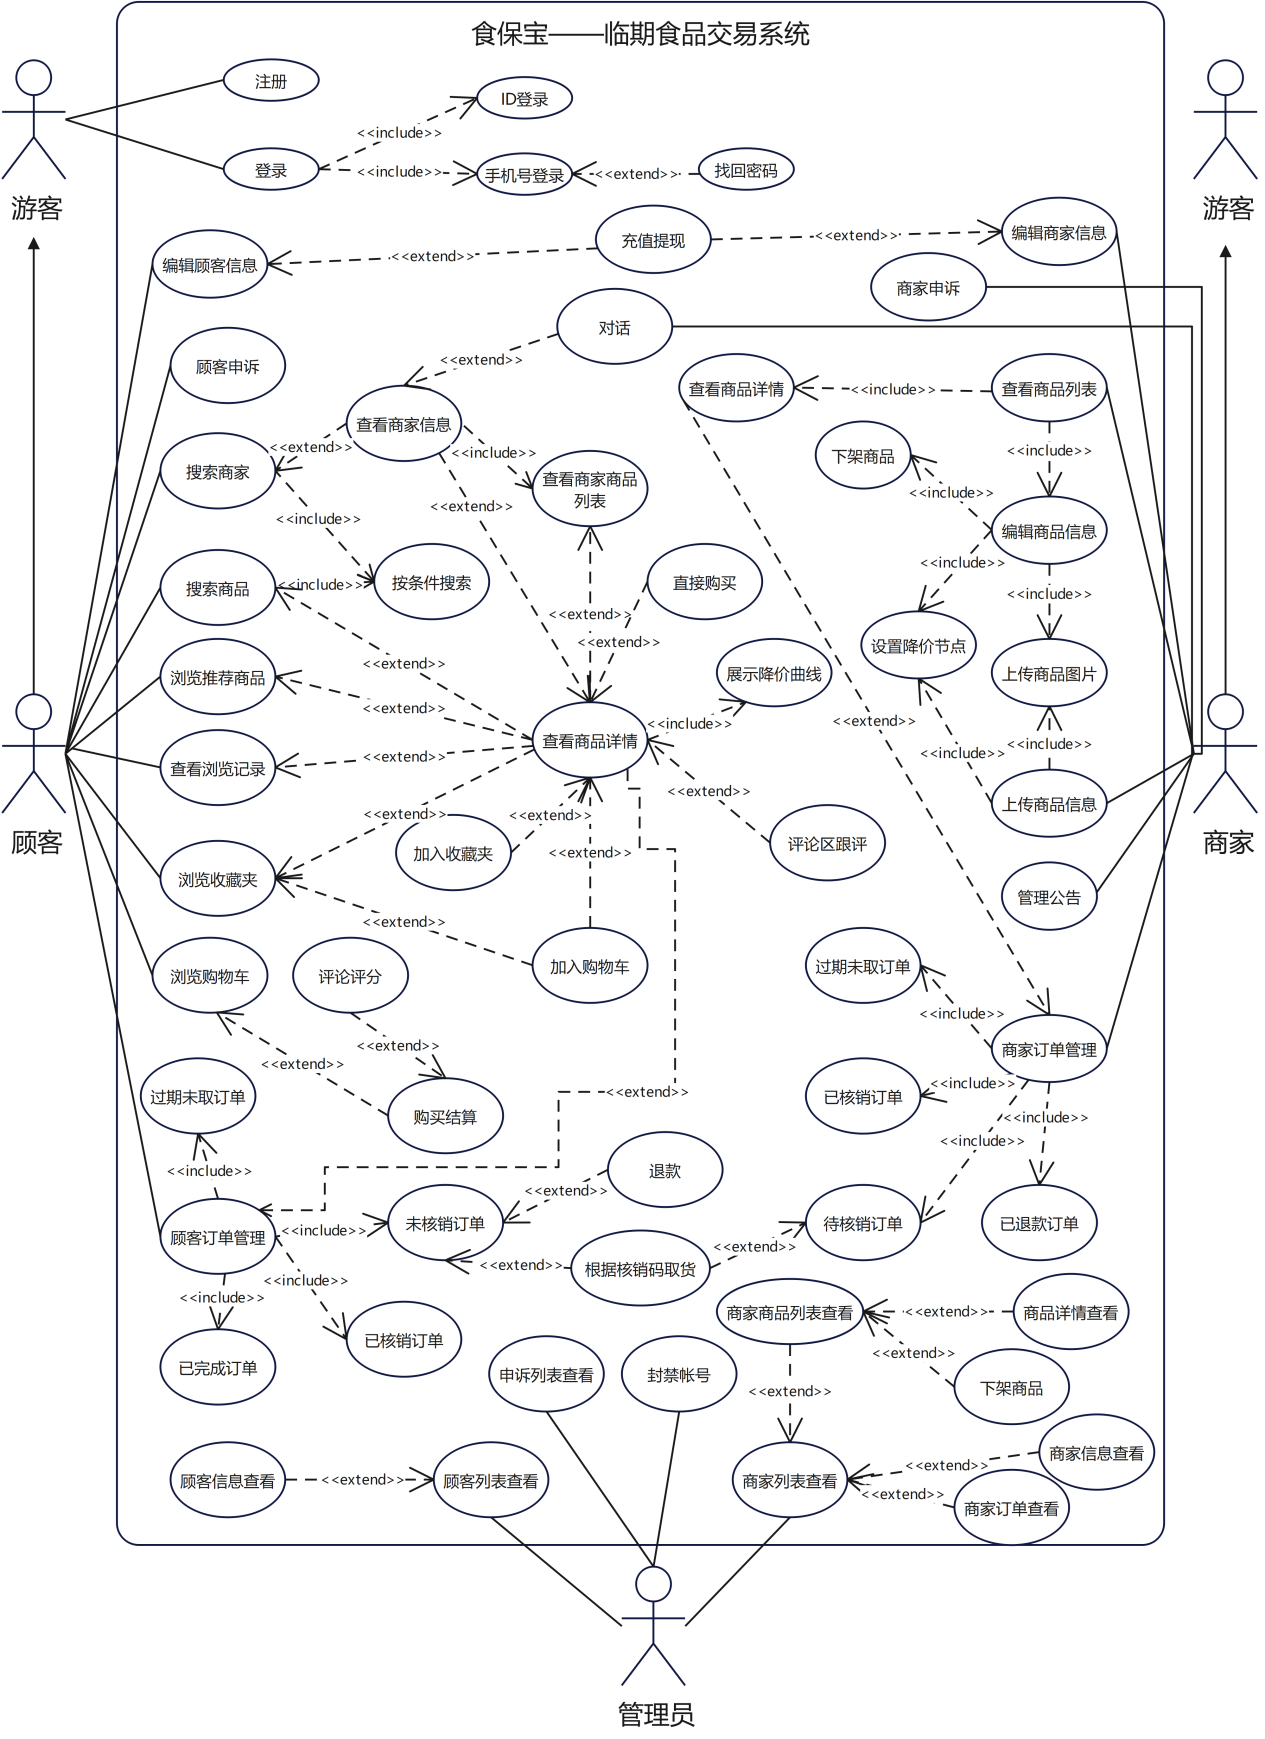 食保宝——临期食品交易系统
注册
ID登录
<<include>>
登录
<<include>>
手机号登录
<<extend>>
找回密码
游客
游客
编辑顾客信息
<<extend>>
充值提现
<<extend>>
编辑商家信息
商家申诉
对话
<<extend>>
顾客申诉
查看商家信息
查看商品详情
<<include>>
查看商品列表
<<extend>>
搜索商家
<<include>>
查看商家商品
列表
下架商品
<<include>>
<<include>>
<<extend>>
<<include>>
编辑商品信息
搜索商品
<<include>>
按条件搜索
直接购买
<<include>>
<<include>>
<<extend>>
<<extend>>
设置降价节点
浏览推荐商品
<<extend>>
<<extend>>
展示降价曲线
上传商品图片
<<include>>
<<extend>>
查看商品详情
<<include>>
<<include>>
查看浏览记录
<<extend>>
<<extend>>
上传商品信息
顾客
商家
<<extend>>
<<extend>>
加入收藏夹
<<extend>>
评论区跟评
浏览收藏夹
管理公告
<<extend>>
浏览购物车
评论评分
加入购物车
过期未取订单
<<include>>
<<extend>>
<<extend>>
商家订单管理
过期未取订单
购买结算
<<extend>>
已核销订单
<<include>>
<<include>>
<<include>>
<<include>>
退款
<<extend>>
顾客订单管理
<<include>>
未核销订单
待核销订单
已退款订单
<<extend>>
<<extend>>
根据核销码取货
<<include>>
<<include>>
已完成订单
已核销订单
商家商品列表查看
<<extend>>
商品详情查看
<<extend>>
下架商品
申诉列表查看
封禁帐号
<<extend>>
顾客信息查看
<<extend>>
顾客列表查看
商家列表查看
<<extend>>
商家信息查看
<<extend>>
商家订单查看
管理员